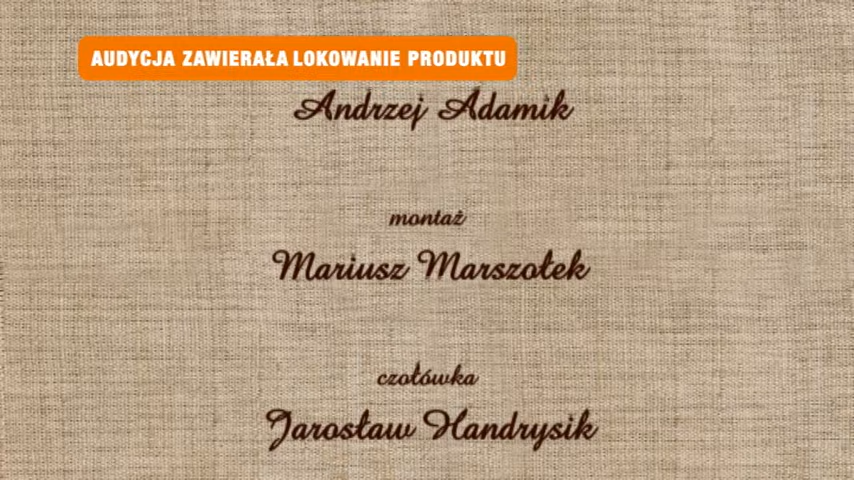 AUDYCJA ZAWIERAŁA LOKOWANIE PRODUKTU
Andrzej Adamik
montaż
Mariusz Marszołek
czołówka
Jarosław Handrysik